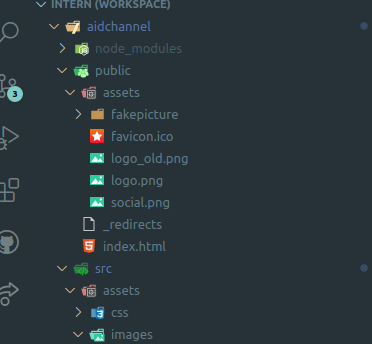 INTERN (WORKSPACE)
aidchannel
node_modules
public
assets
fakepicture
favicon.ico
logo_old.png
logo.png
social.png
_redirects
index.html
src
assets
css
images
3